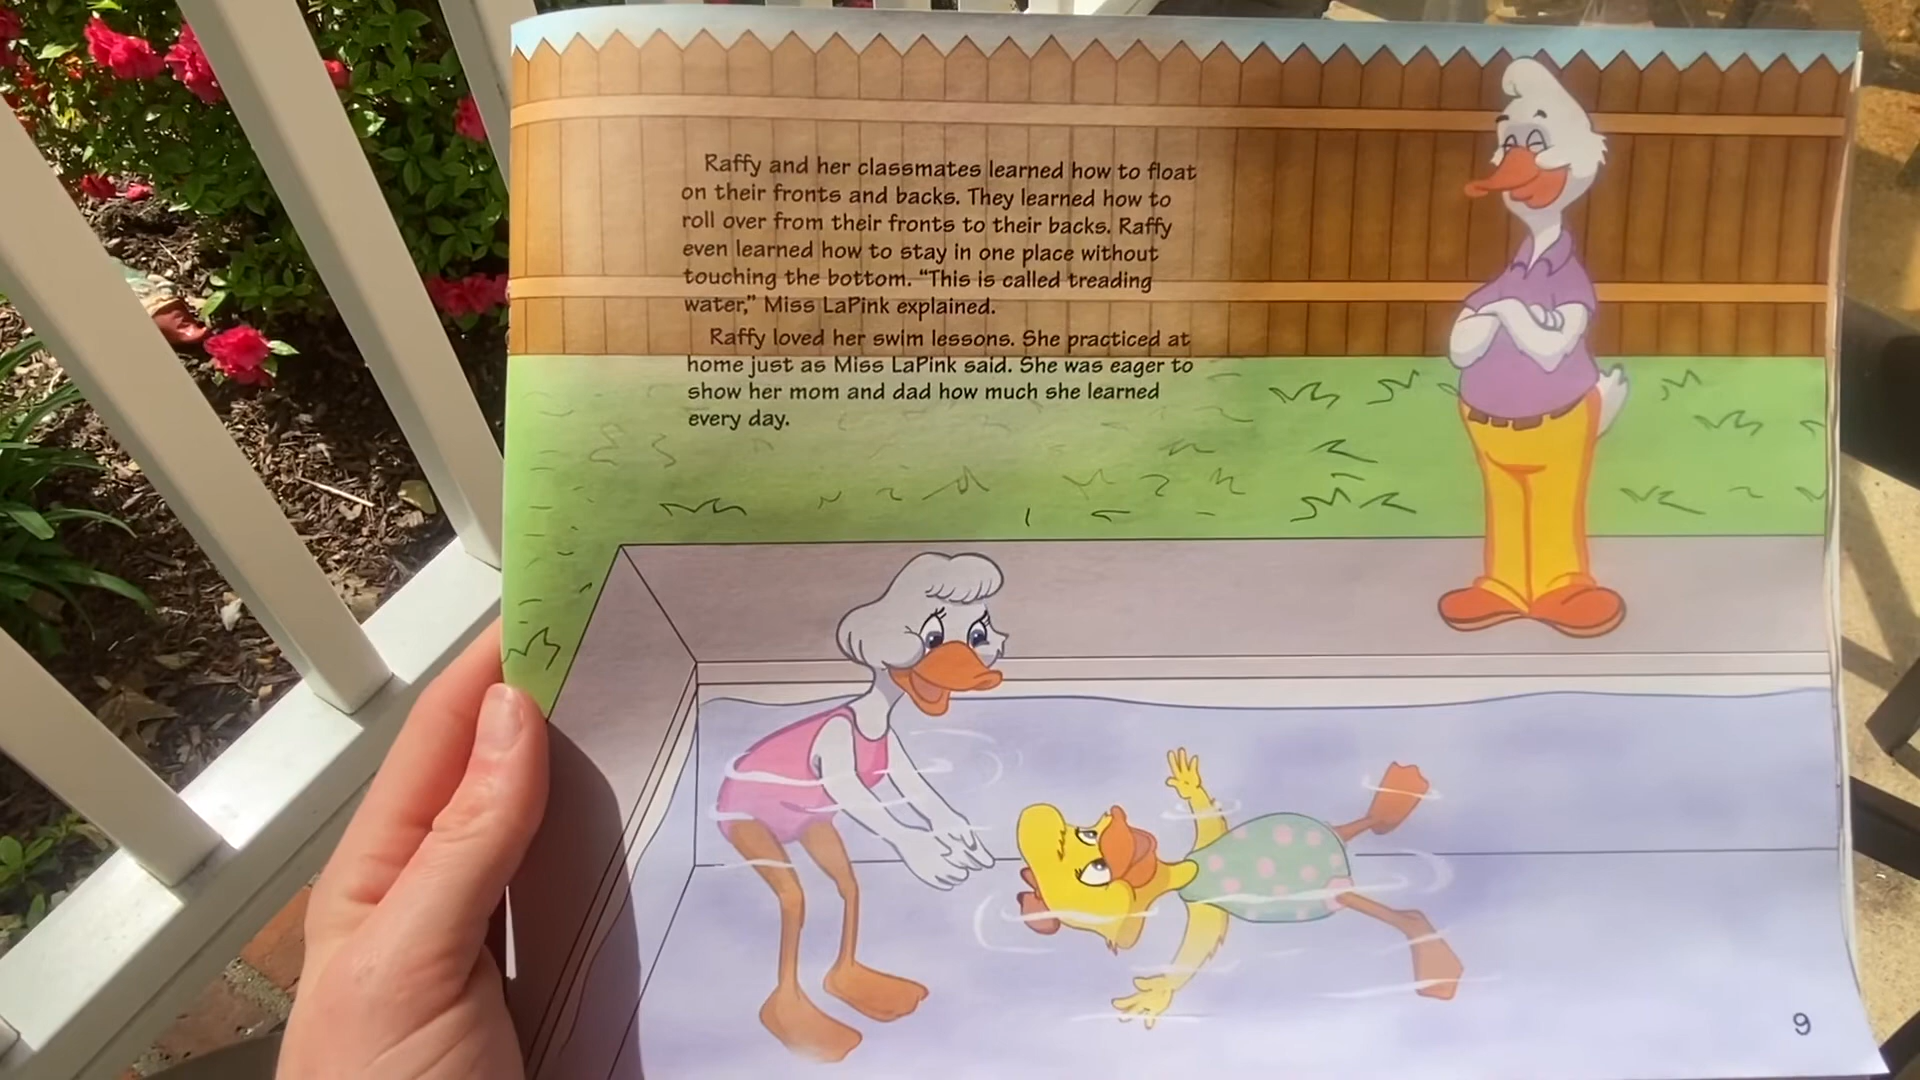 Raffy and her classmates learned how to float
on their fronts and backs. They learned how to
roll over from their fronts to their backs. Raffy
even learned how to stay in one place without
touching the bottom. “This is called treading
water,” Miss LaPink explained.
Raffy loved her swim lessons. She practiced at
home just as Miss LaPink said. She was eager to
show her mom and dad how much she learned
every day.
9